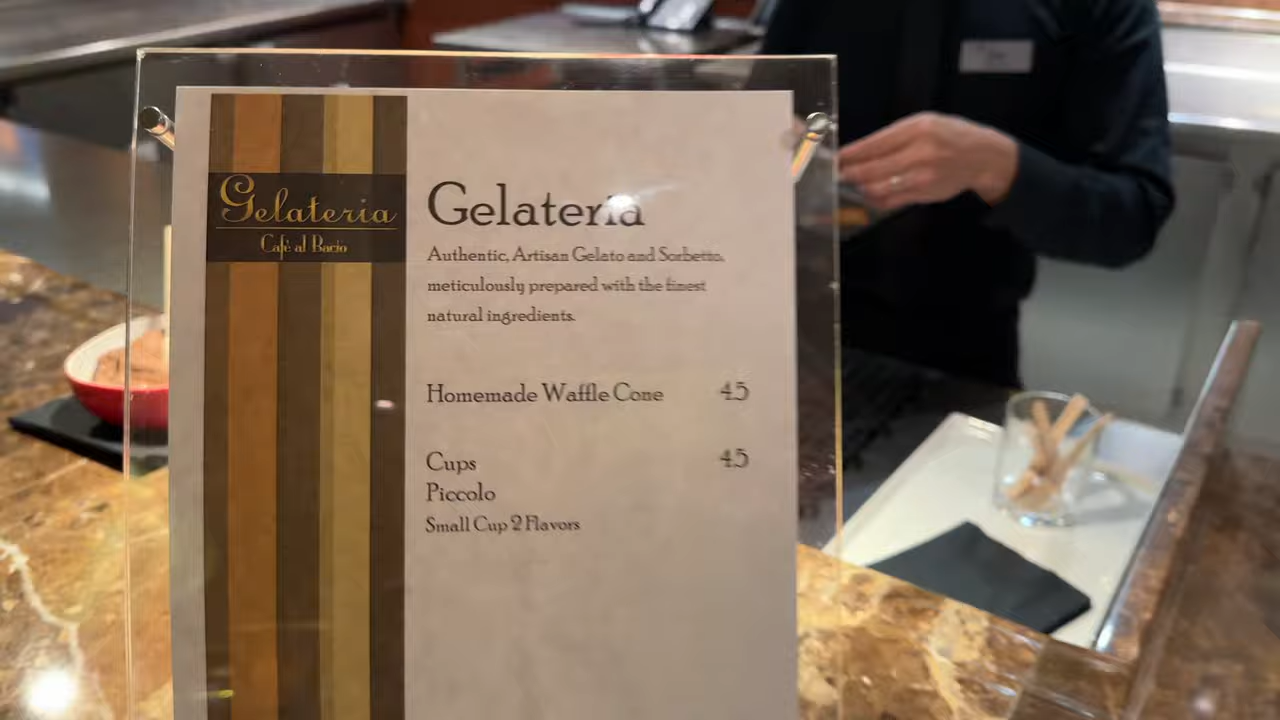 Gelateria
Cafè al Bacio
Gelateria
Authentic, Artisan Gelato and Sorbetto,
meticulously prepared with the finest
natural ingredients.
Homemade Waffle Cone 4.5
Cups 4.5
Piccolo
Small Cup 2 Flavors